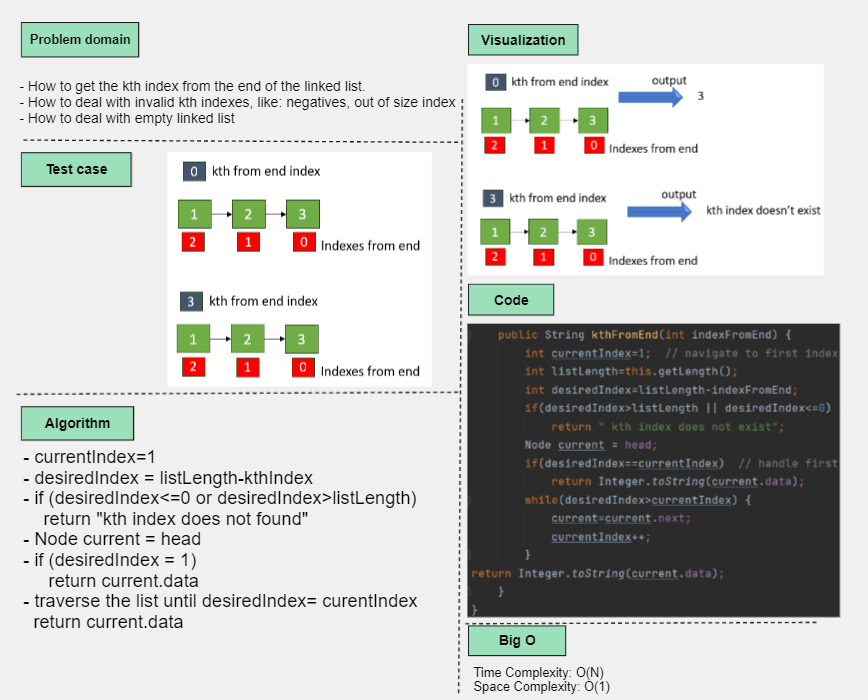 Problem domain
- How to get the kth index from the end of the linked list.
- How to deal with invalid kth indexes, like: negatives, out of size index
- How to deal with empty linked list
Test case
0 kth from end index
1 2 3
2 1 0 Indexes from end
3 kth from end index
1 2 3
2 1 0 Indexes from end
Algorithm
- currentIndex=1
- desiredIndex = listLength-kthIndex
- if (desiredIndex<=0 or desiredIndex>listLength)
return "kth index does not found"
- Node current = head
- if (desiredIndex = 1)
return current.data
- traverse the list until desiredIndex= curentIndex
return current.data
Visualization
0 kth from end index output
3
1 2 3
2 1 0 Indexes from end
3 kth from end index output
kth index doesn't exist
1 2 3
2 1 0 Indexes from end
Code
public String kthFromEnd(int indexFromEnd) {
int currentIndex=1; // navigate to first index
int listLength=this.getLength();
int desiredIndex=listLength-indexFromEnd;
if(desiredIndex>listLength || desiredIndex<=0)
return " kth index does not exist";
Node current = head;
if(desiredIndex==currentIndex) // handle first
return Integer.toString(current.data);
while(desiredIndex>currentIndex) {
current=current.next;
currentIndex++;
}
return Integer.toString(current.data);
}
}
Big O
Time Complexity: O(N)
Space Complexity: O(1)